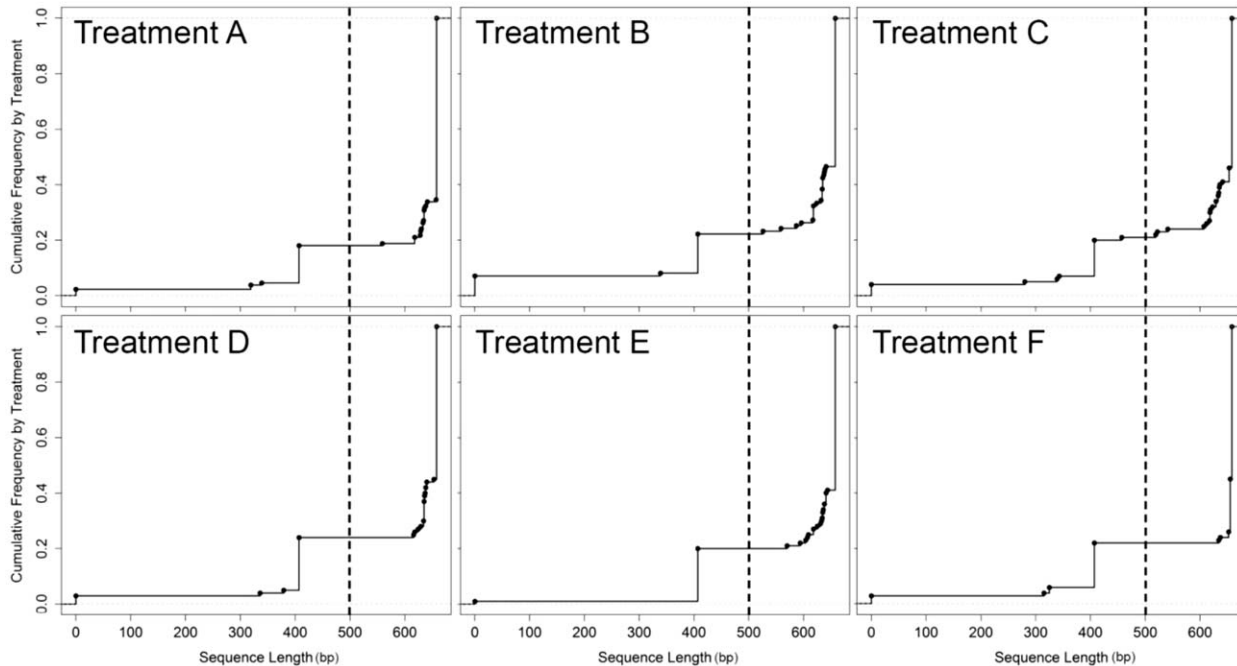 Treatment A
Treatment B
Treatment C
Cumulative Frequency by Treatment
0.0 0.2 0.4 0.6 0.8 1.0
Treatment D
Treatment E
Treatment F
Cumulative Frequency by Treatment
0.0 0.2 0.4 0.6 0.8 1.0
0 100 200 300 400 500 600
0 100 200 300 400 500 600
0 100 200 300 400 500 600
Sequence Length (bp)
Sequence Length (bp)
Sequence Length (bp)